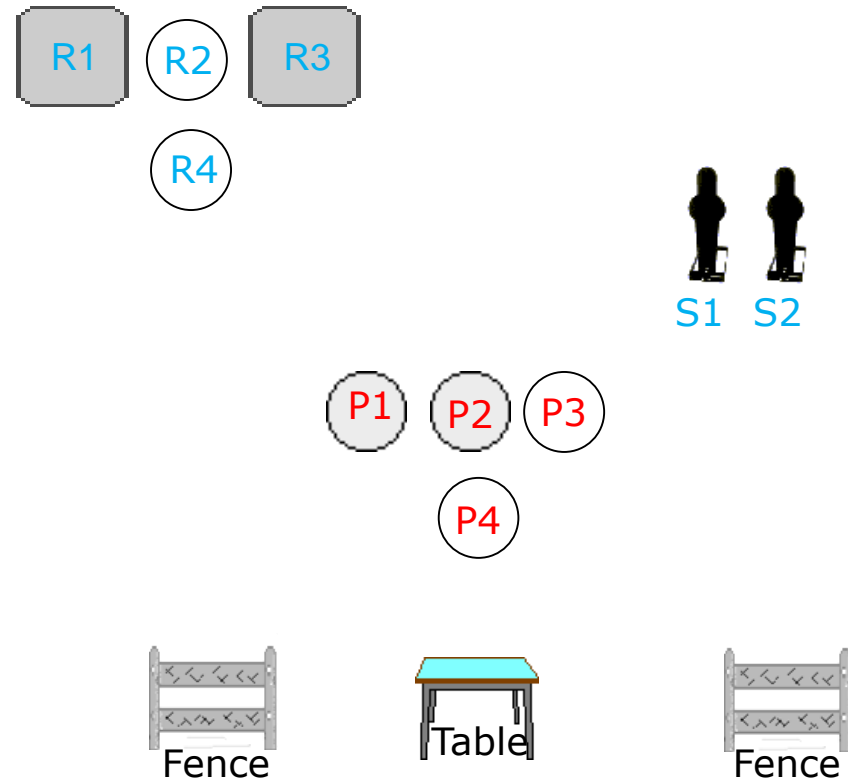 R1 R2 R3
R4
S1 S2
P1 P2 P3
P4
Fence Table Fence